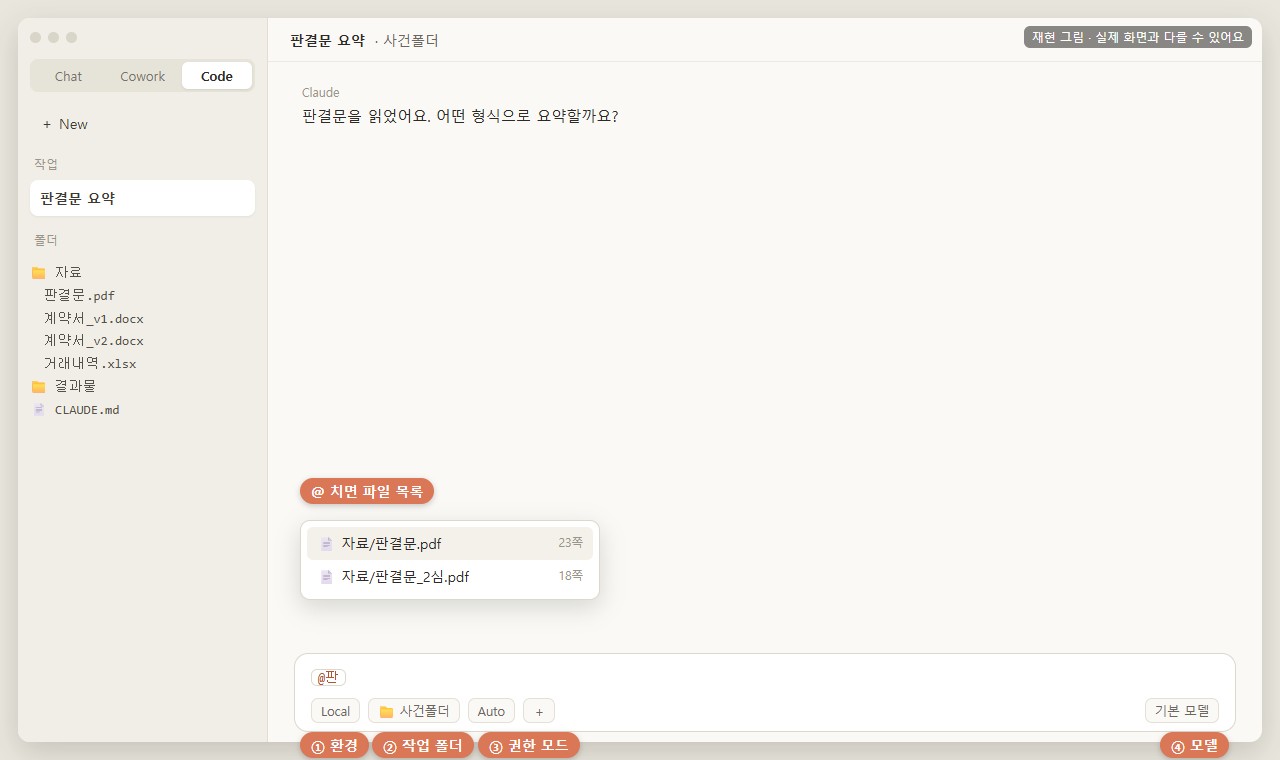 Chat Cowork Code
+ New
작업
판결문 요약
폴더
자료
판결문.pdf
계약서_v1.docx
계약서_v2.docx
거래내역.xlsx
결과물
CLAUDE.md
판결문 요약 · 사건폴더
재현 그림 · 실제 화면과 다를 수 있어요
Claude
판결문을 읽었어요. 어떤 형식으로 요약할까요?
@ 치면 파일 목록
자료/판결문.pdf 23쪽
자료/판결문_2심.pdf 18쪽
@판
Local 사건폴더 Auto + 기본 모델
① 환경 ② 작업 폴더 ③ 권한 모드 ④ 모델